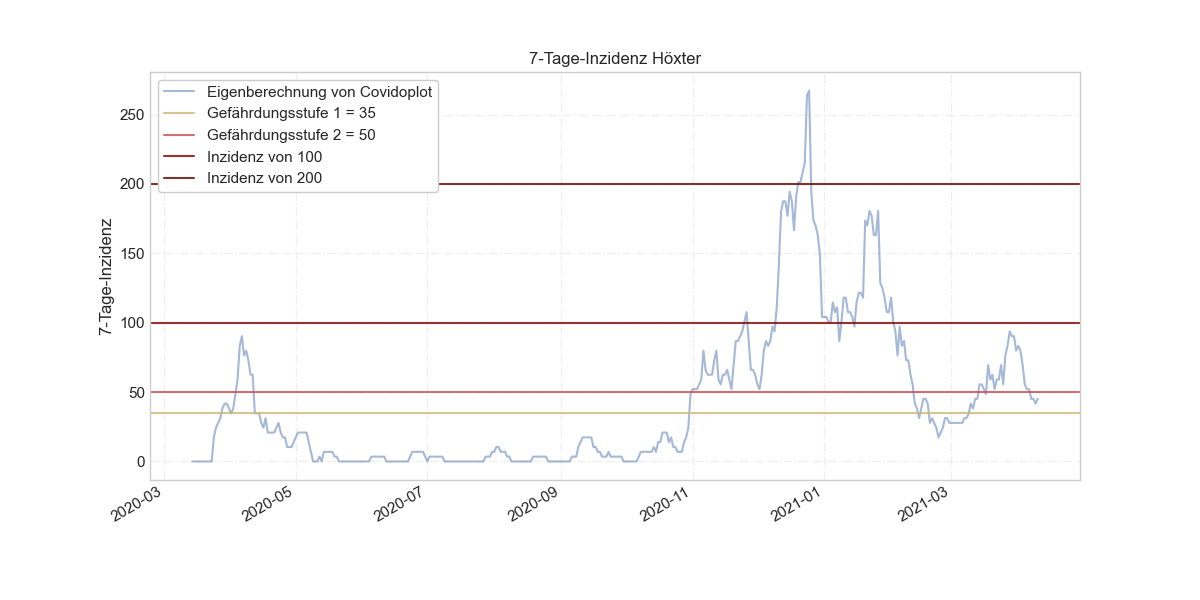 7-Tage-Inzidenz Höxter
Eigenberechnung von Covidoplot
Gefährdungsstufe 1 = 35
Gefährdungsstufe 2 = 50
Inzidenz von 100
Inzidenz von 200
7-Tage-Inzidenz
250
200
150
100
50
0
2020-03
2020-05
2020-07
2020-09
2020-11
2021-01
2021-03